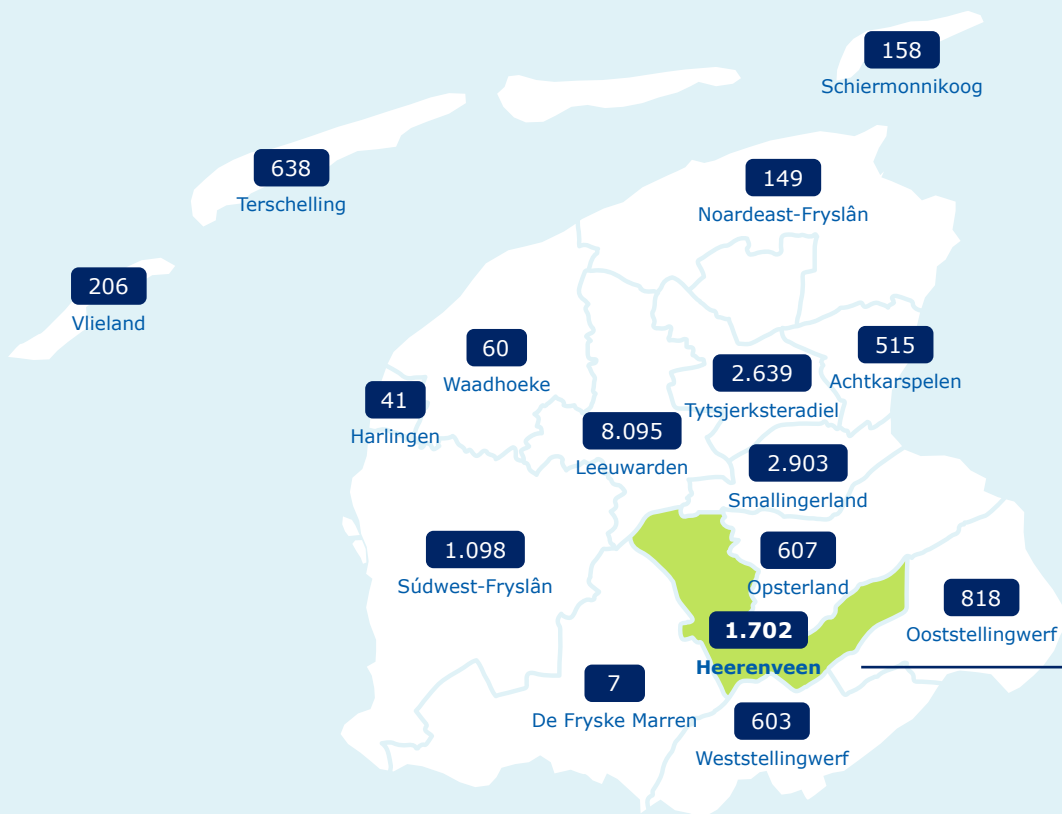 158
Schiermonnikoog
638
Terschelling
149
Noardeast-Fryslân
206
Vlieland
60
Waadhoeke
515
Achtkarspelen
2.639
Tytsjerksteradiel
41
Harlingen
8.095
Leeuwarden
2.903
Smallingerland
1.098
Súdwest-Fryslân
607
Opsterland
818
Ooststellingwerf
1.702
Heerenveen
7
De Fryske Marren
603
Weststellingwerf